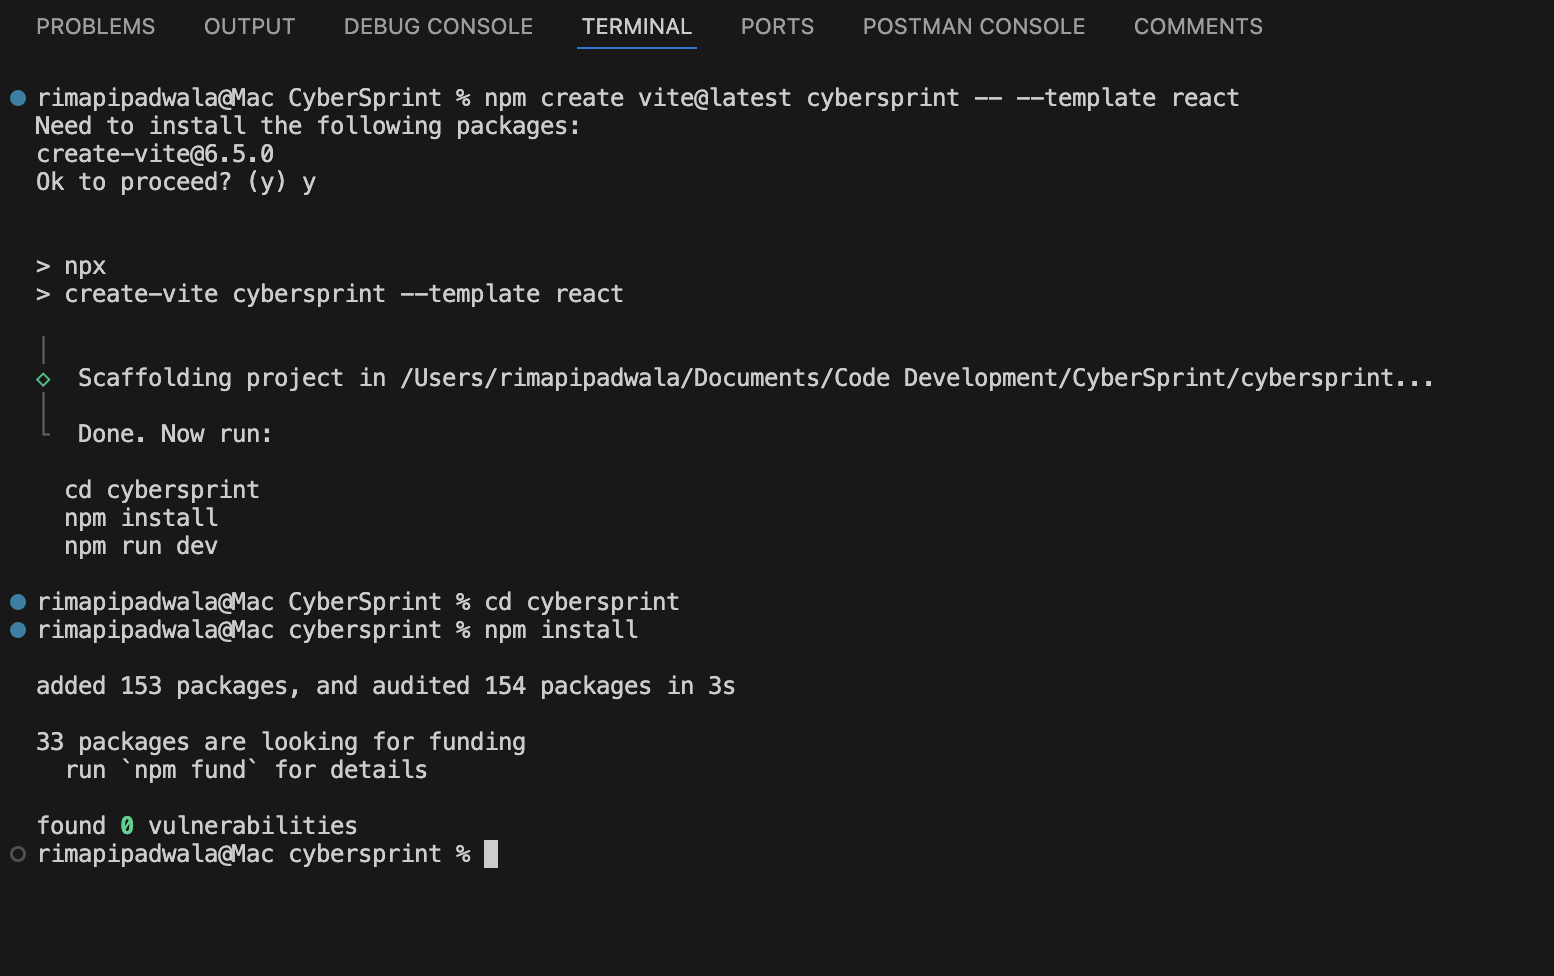 PROBLEMS OUTPUT DEBUG CONSOLE TERMINAL PORTS POSTMAN CONSOLE COMMENTS
rimapipadwala@Mac CyberSprint % npm create vite@latest cybersprint -- --template react
Need to install the following packages:
create-vite@6.5.0
Ok to proceed? (y) y
> npx
> create-vite cybersprint --template react
Scaffolding project in /Users/rimapipadwala/Documents/Code Development/CyberSprint/cybersprint...
Done. Now run:
cd cybersprint
npm install
npm run dev
rimapipadwala@Mac CyberSprint % cd cybersprint
rimapipadwala@Mac cybersprint % npm install
added 153 packages, and audited 154 packages in 3s
33 packages are looking for funding
run `npm fund` for details
found 0 vulnerabilities
rimapipadwala@Mac cybersprint %